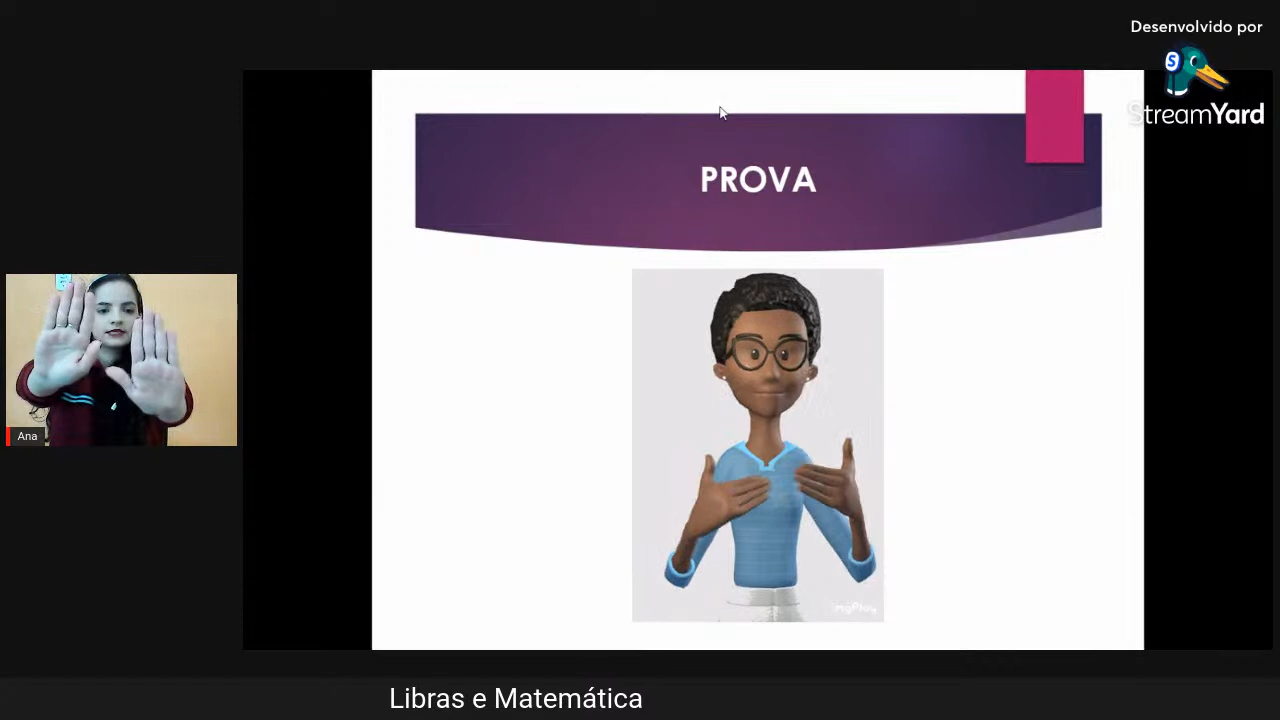 Desenvolvido por
StreamYard
PROVA
Ana
Libras e Matemática